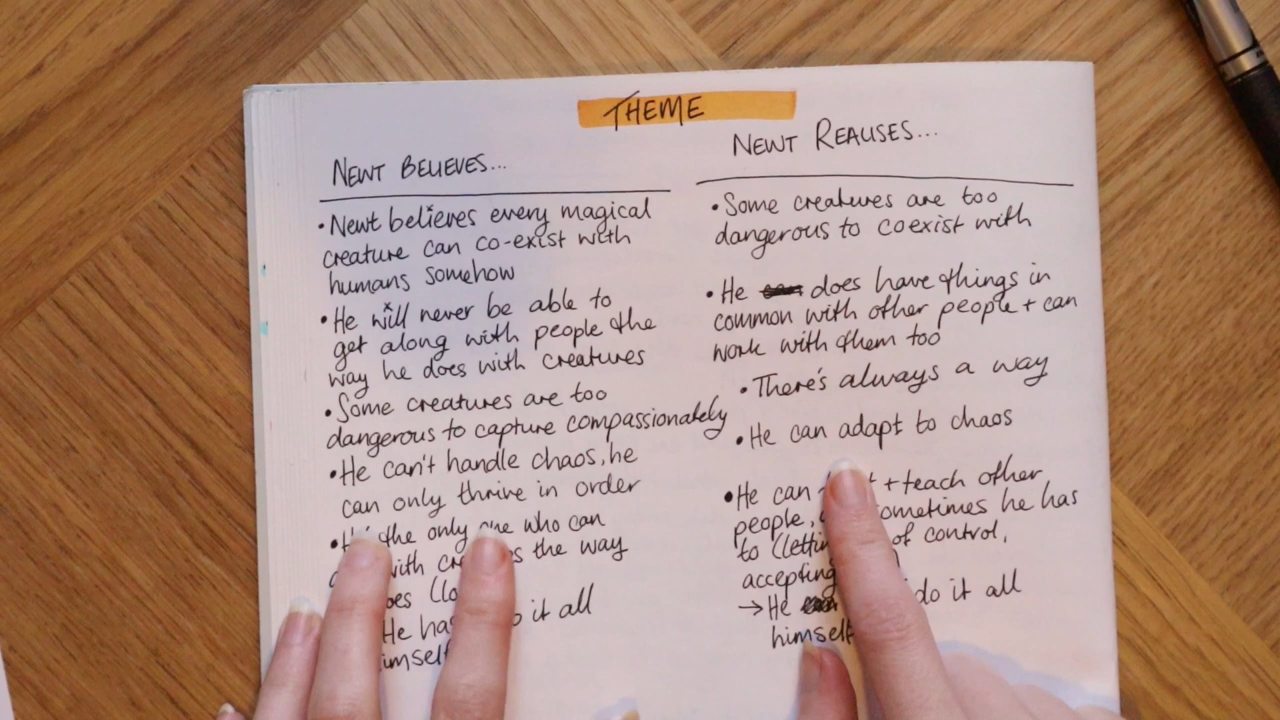 THEME
NEWT BELIEVES...
• Newt believes every magical
creature can co-exist with
humans somehow
• He will never be able to
get along with people the
way he does with creatures
• Some creatures are too
dangerous to capture compassionately
• He can't handle chaos, he
can only thrive in order
• the only one who can
with the way
it all
NEWT REALISES...
• Some creatures are too
dangerous to coexist with
• He does have things in
common with other people + can
work with them too
• There's always a way
• He can adapt to chaos
• He can + teach other
people, sometimes he has
to of control,
accepting
→ He do it all
himself